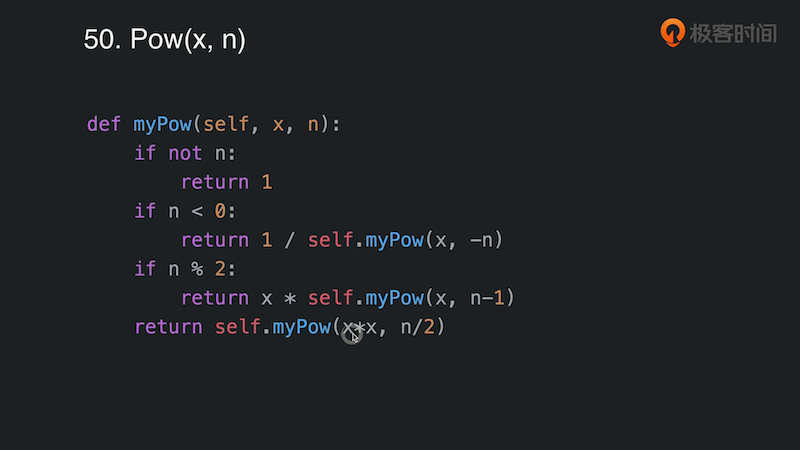 50. Pow(x, n)
极客时间
def myPow(self, x, n):
    if not n:
        return 1
    if n < 0:
        return 1 / self.myPow(x, -n)
    if n % 2:
        return x * self.myPow(x, n-1)
    return self.myPow(x*x, n/2)